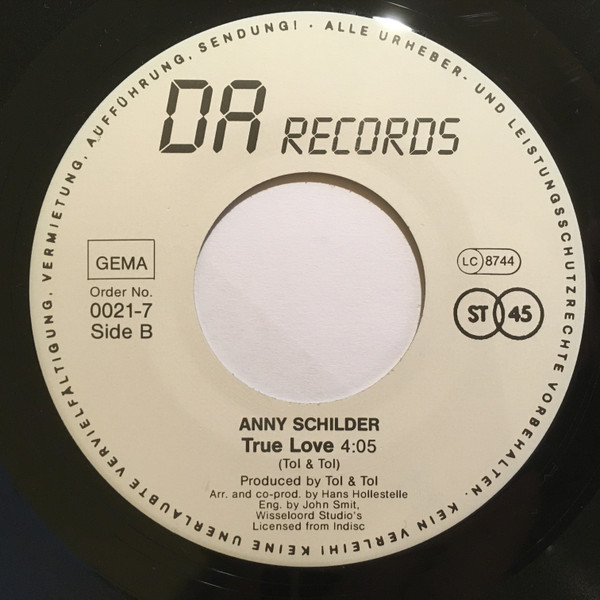 ALLE URHEBER- UND LEISTUNGSSCHUTZRECHTE VORBEHALTEN. KEIN VERLEIH! KEINE UNERLAUBTE VERVIELFÄLTIGUNG, VERMIETUNG, AUFFÜHRUNG, SENDUNG! ·
DA RECORDS
GEMA
LC 8744
Order No.
0021-7
Side B
ST 45
ANNY SCHILDER
True Love 4:05
(Tol & Tol)
Produced by Tol & Tol
Arr. and co-prod. by Hans Hollestelle
Eng. by John Smit,
Wisseloord Studio's
Licensed from Indisc